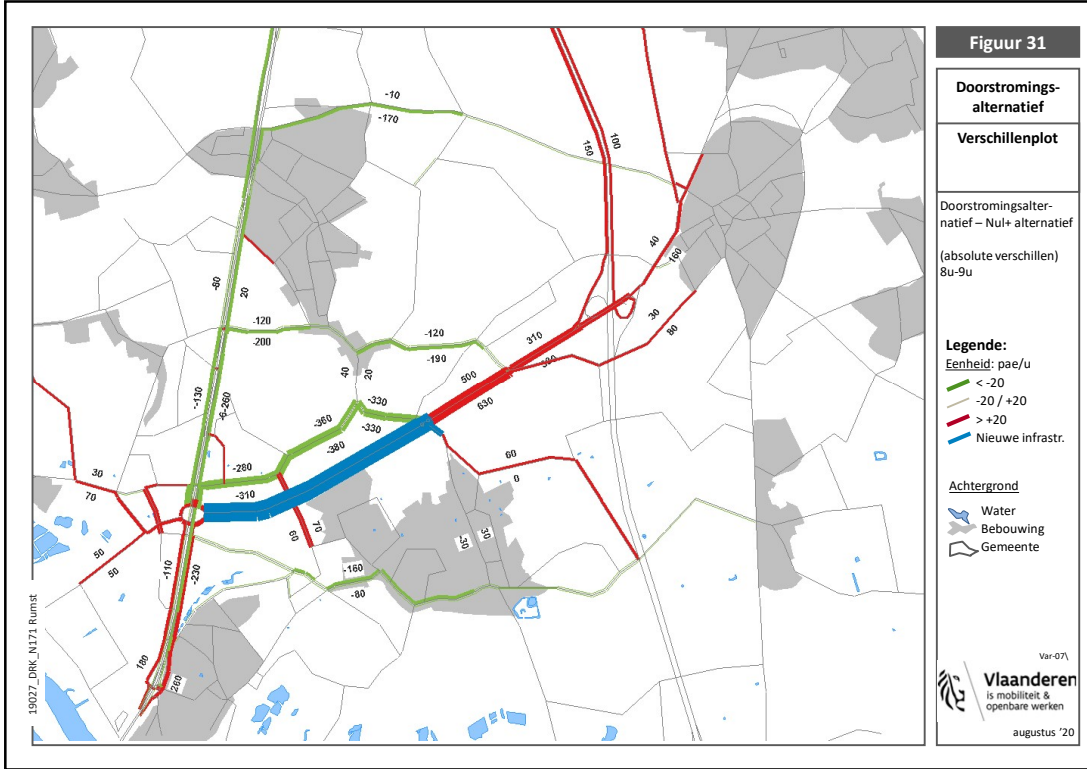 Figuur 31
Doorstromings-
alternatief
Verschillenplot
Doorstromingsalter-
natief – Nul+ alternatief
(absolute verschillen)
8u-9u
Legende:
Eenheid: pae/u
< -20
-20 / +20
> +20
Nieuwe infrastr.
Achtergrond
Water
Bebouwing
Gemeente
Var-07\
Vlaanderen
is mobiliteit &
openbare werken
augustus '20
19027_DRK_N171 Rumst
-10
-170
150
100
40
160
-60
20
30
80
-120
-200
-120
-190
310
40
20
500
630
-130
-260
-360
-330
-330
-380
-280
-310
30
70
60
0
70
60
50
50
-110
-230
-30
30
-160
-80
180
260